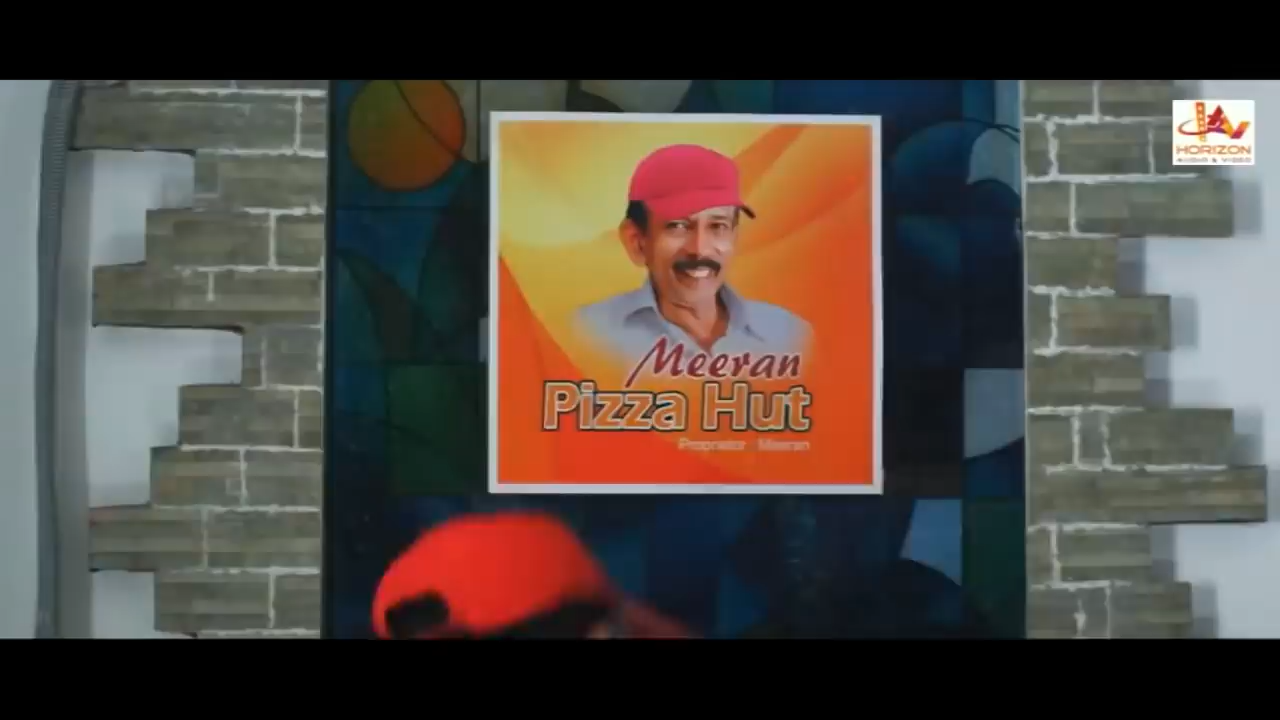 HORIZON
AUDIO & VIDEO
Meeran
Pizza Hut
Proprietor : Meeran